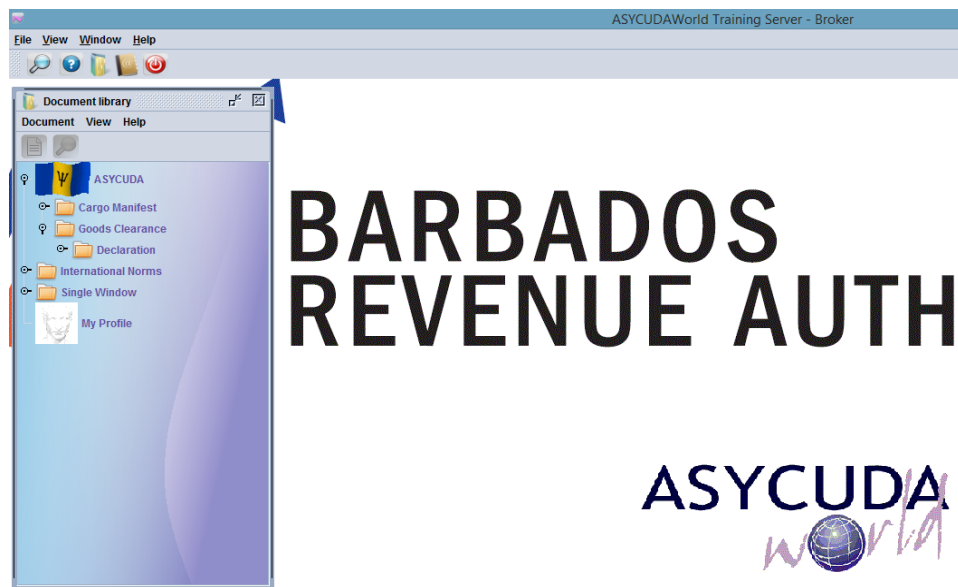 ASYCUDAWorld Training Server - Broker
File View Window Help
Document library
Document View Help
ASYCUDA
Cargo Manifest
Goods Clearance
Declaration
International Norms
Single Window
My Profile
BARBADOS
REVENUE AUTH
ASYCUDA
world